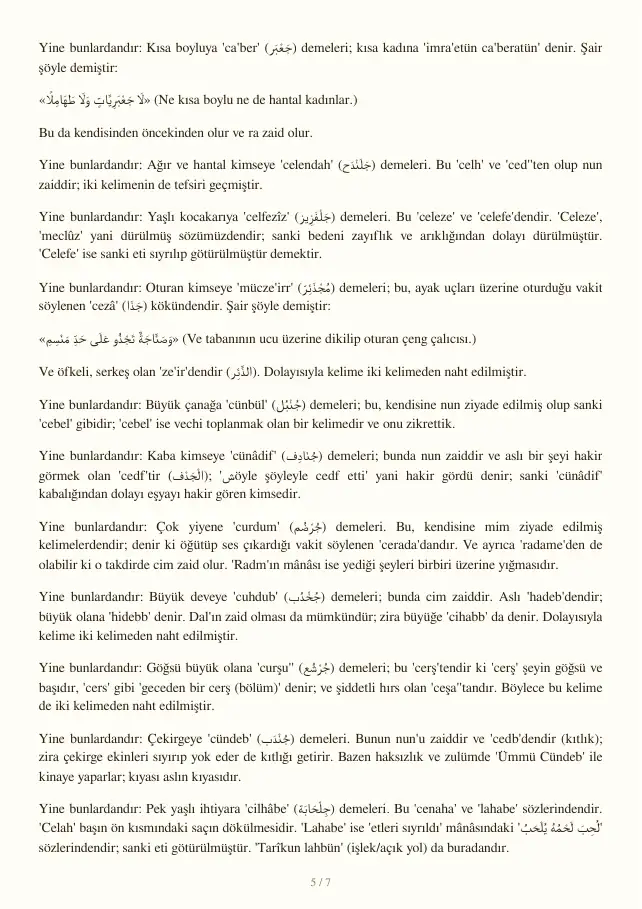 Yine bunlardandır: Kısa boyluya 'ca'ber' (جَعْبَر) demeleri; kısa kadına 'imra'etün ca'beratün' denir. Şair
şöyle demiştir:
«لَا جَعْبَرِيَّاتٍ وَلَا طَهَامِلًا» (Ne kısa boylu ne de hantal kadınlar.)
Bu da kendisinden öncekinden olur ve ra zaid olur.
Yine bunlardandır: Ağır ve hantal kimseye 'celendah' (جَلَنْدَح) demeleri. Bu 'celh' ve 'ced''ten olup nun
zaiddir; iki kelimenin de tefsiri geçmiştir.
Yine bunlardandır: Yaşlı kocakarıya 'celfezîz' (جَلْفَزِيز) demeleri. Bu 'celeze' ve 'celefe'dendir. 'Celeze',
'meclûz' yani dürülmüş sözümüzdendir; sanki bedeni zayıflık ve arıklığından dolayı dürülmüştür.
'Celefe' ise sanki eti sıyrılıp götürülmüştür demektir.
Yine bunlardandır: Oturan kimseye 'mücze'irr' (مُجْذَئِرّ) demeleri; bu, ayak uçları üzerine oturduğu vakit
söylenen 'cezâ' (جَذَا) kökündendir. Şair şöyle demiştir:
«وَصَنَّاجَةٌ تَجْذُو عَلَى حَدِّ مَنْسِمِ» (Ve tabanının ucu üzerine dikilip oturan çeng çalıcısı.)
Ve öfkeli, serkeş olan 'ze'ir'dendir (الذَّئِر). Dolayısıyla kelime iki kelimeden naht edilmiştir.
Yine bunlardandır: Büyük çanağa 'cünbül' (جُنْبُل) demeleri; bu, kendisine nun ziyade edilmiş olup sanki
'cebel' gibidir; 'cebel' ise vechi toplanmak olan bir kelimedir ve onu zikrettik.
Yine bunlardandır: Kaba kimseye 'cünâdif' (جُنَادِف) demeleri; bunda nun zaiddir ve aslı bir şeyi hakir
görmek olan 'cedf'tir (الْجَدْف); 'شöyle şöyleyle cedf etti' yani hakir gördü denir; sanki 'cünâdif'
kabalığından dolayı eşyayı hakir gören kimsedir.
Yine bunlardandır: Çok yiyene 'curdum' (جُرْضُم) demeleri. Bu, kendisine mim ziyade edilmiş
kelimelerdendir; denir ki öğütüp ses çıkardığı vakit söylenen 'cerada'dandır. Ve ayrıca 'radame'den de
olabilir ki o takdirde cim zaid olur. 'Radm'ın mânâsı ise yediği şeyleri birbiri üzerine yığmasıdır.
Yine bunlardandır: Büyük deveye 'cuhdub' (جُخْدُب) demeleri; bunda cim zaiddir. Aslı 'hadeb'dendir;
büyük olana 'hidebb' denir. Dal'ın zaid olması da mümkündür; zira büyüğe 'cihabb' da denir. Dolayısıyla
kelime iki kelimeden naht edilmiştir.
Yine bunlardandır: Göğsü büyük olana 'curşu'' (جُرْشُع) demeleri; bu 'cerş'tendir ki 'cerş' şeyin göğsü ve
başıdır, 'cers' gibi 'geceden bir cerş (bölüm)' denir; ve şiddetli hırs olan 'ceşa''tandır. Böylece bu kelime
de iki kelimeden naht edilmiştir.
Yine bunlardandır: Çekirgeye 'cündeb' (جُنْدَب) demeleri. Bunun nun'u zaiddir ve 'cedb'dendir (kıtlık);
zira çekirge ekinleri sıyırıp yok eder de kıtlığı getirir. Bazen haksızlık ve zulümde 'Ümmü Cündeb' ile
kinaye yaparlar; kıyası aslın kıyasıdır.
Yine bunlardandır: Pek yaşlı ihtiyara 'cilhâbe' (جِلْحَابَة) demeleri. Bu 'cenaha' ve 'lahabe' sözlerindendir.
'Celah' başın ön kısmındaki saçın dökülmesidir. 'Lahabe' ise 'etleri sıyrıldı' mânâsındaki 'لُحِبَ لَحْمُهُ يُلْحَبُ'
sözlerindendir; sanki eti götürülmüştür. 'Tarîkun lahbün' (işlek/açık yol) da buradandır.
5 / 7